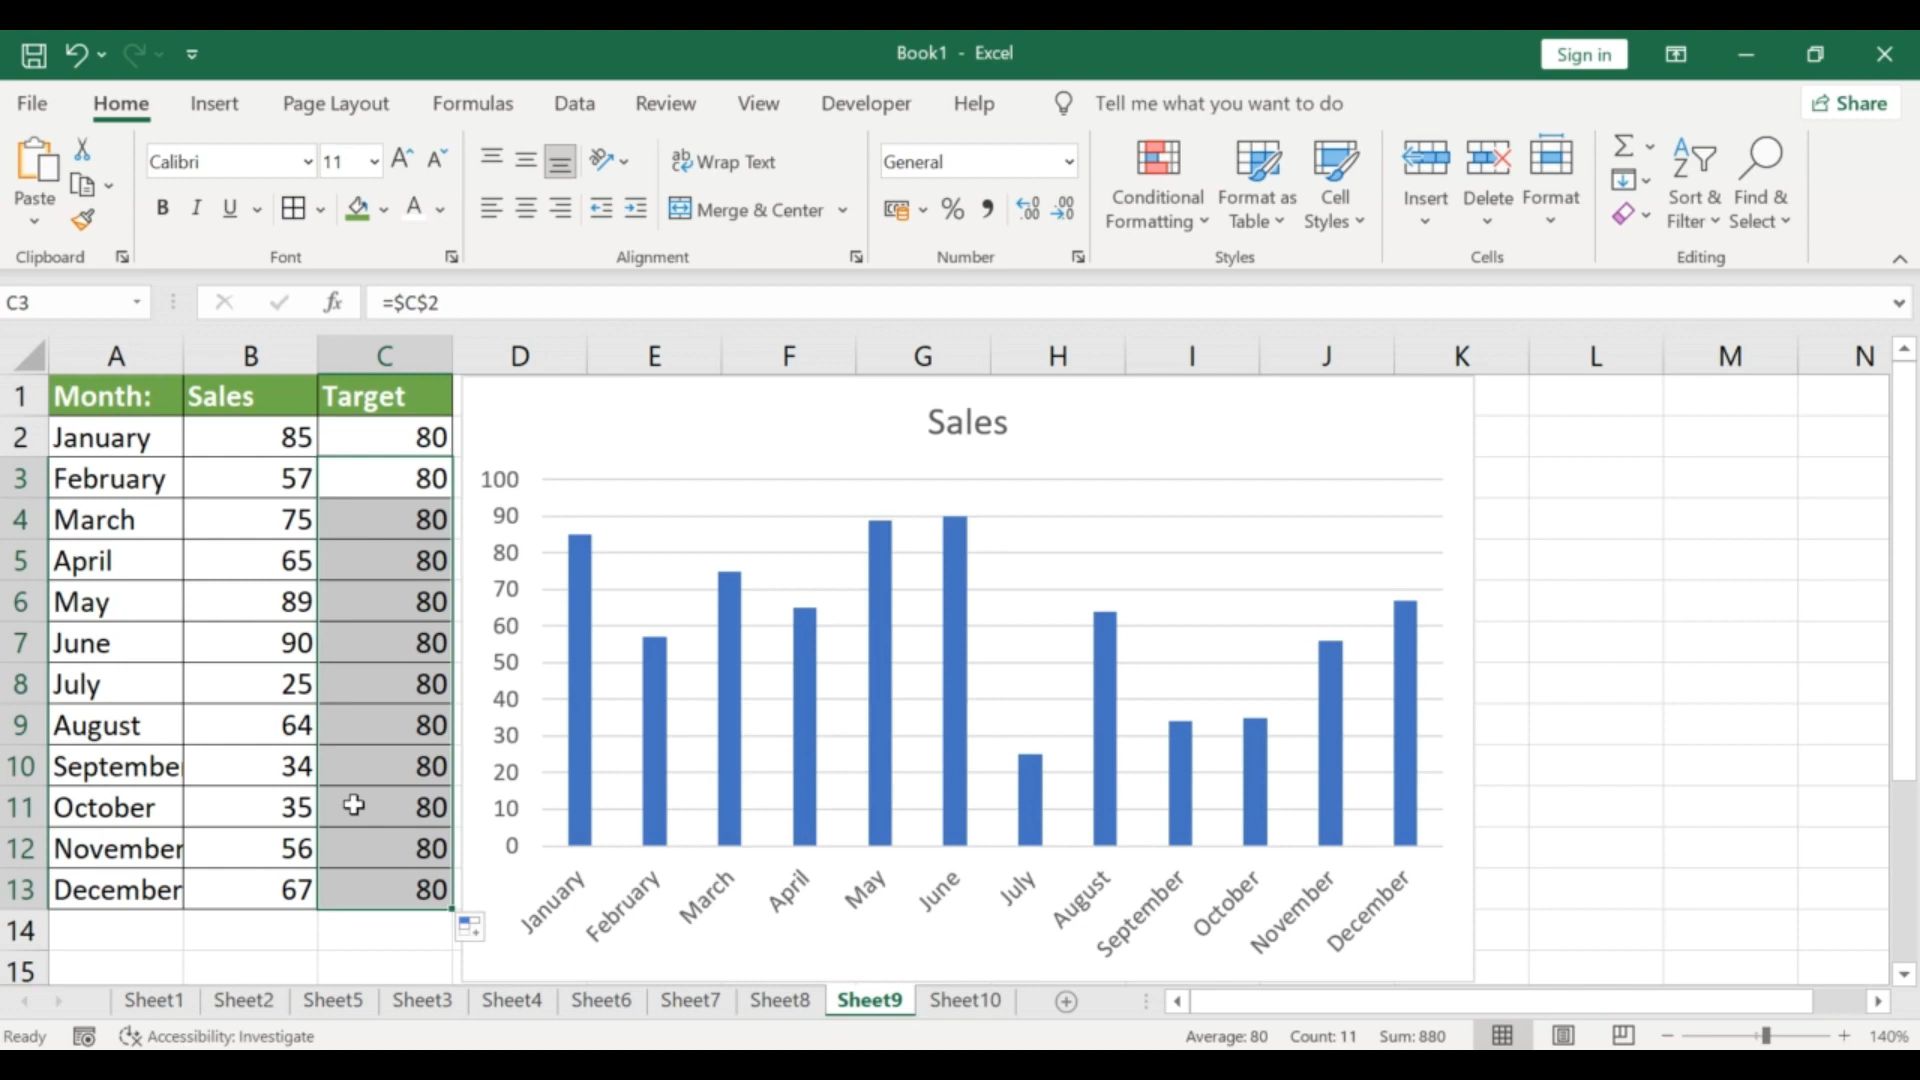 Book1 - Excel
Sign in
File Home Insert Page Layout Formulas Data Review View Developer Help Tell me what you want to do Share
Paste
Clipboard
Calibri 11
B I U A
Font
Wrap Text
Merge & Center
Alignment
General
Number
Conditional Formatting
Format as Table
Cell Styles
Styles
Insert Delete Format
Cells
Sort & Filter
Find & Select
Editing
C3 fx =$C$2
A B C D E F G H I J K L M N
1 Month: Sales Target
2 January 85 80
3 February 57 80
4 March 75 80
5 April 65 80
6 May 89 80
7 June 90 80
8 July 25 80
9 August 64 80
10 Septembe 34 80
11 October 35 80
12 November 56 80
13 December 67 80
14
15
Sales
100
90
80
70
60
50
40
30
20
10
0
January February March April May June July August September October November December
Sheet1 Sheet2 Sheet5 Sheet3 Sheet4 Sheet6 Sheet7 Sheet8 Sheet9 Sheet10
Ready Accessibility: Investigate Average: 80 Count: 11 Sum: 880 140%